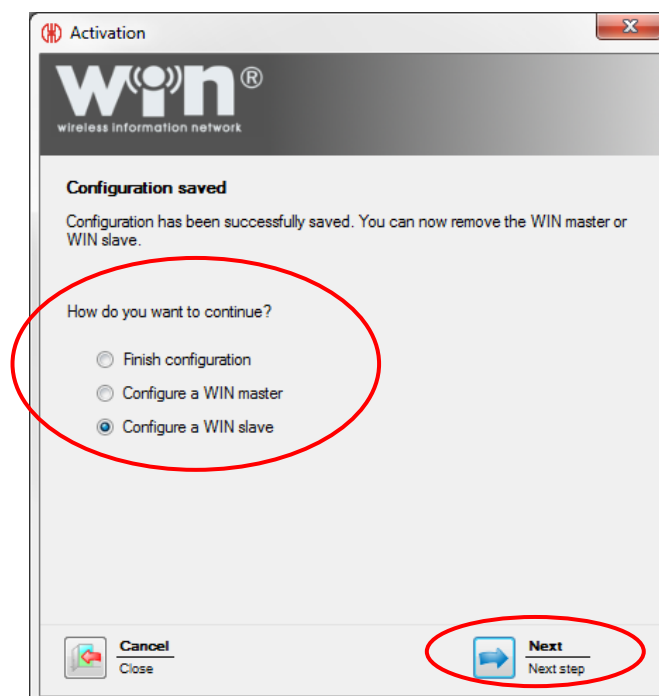 Activation
WiN®
wireless information network
Configuration saved
Configuration has been successfully saved. You can now remove the WIN master or
WIN slave.
How do you want to continue?
Finish configuration
Configure a WIN master
Configure a WIN slave
Cancel
Close
Next
Next step